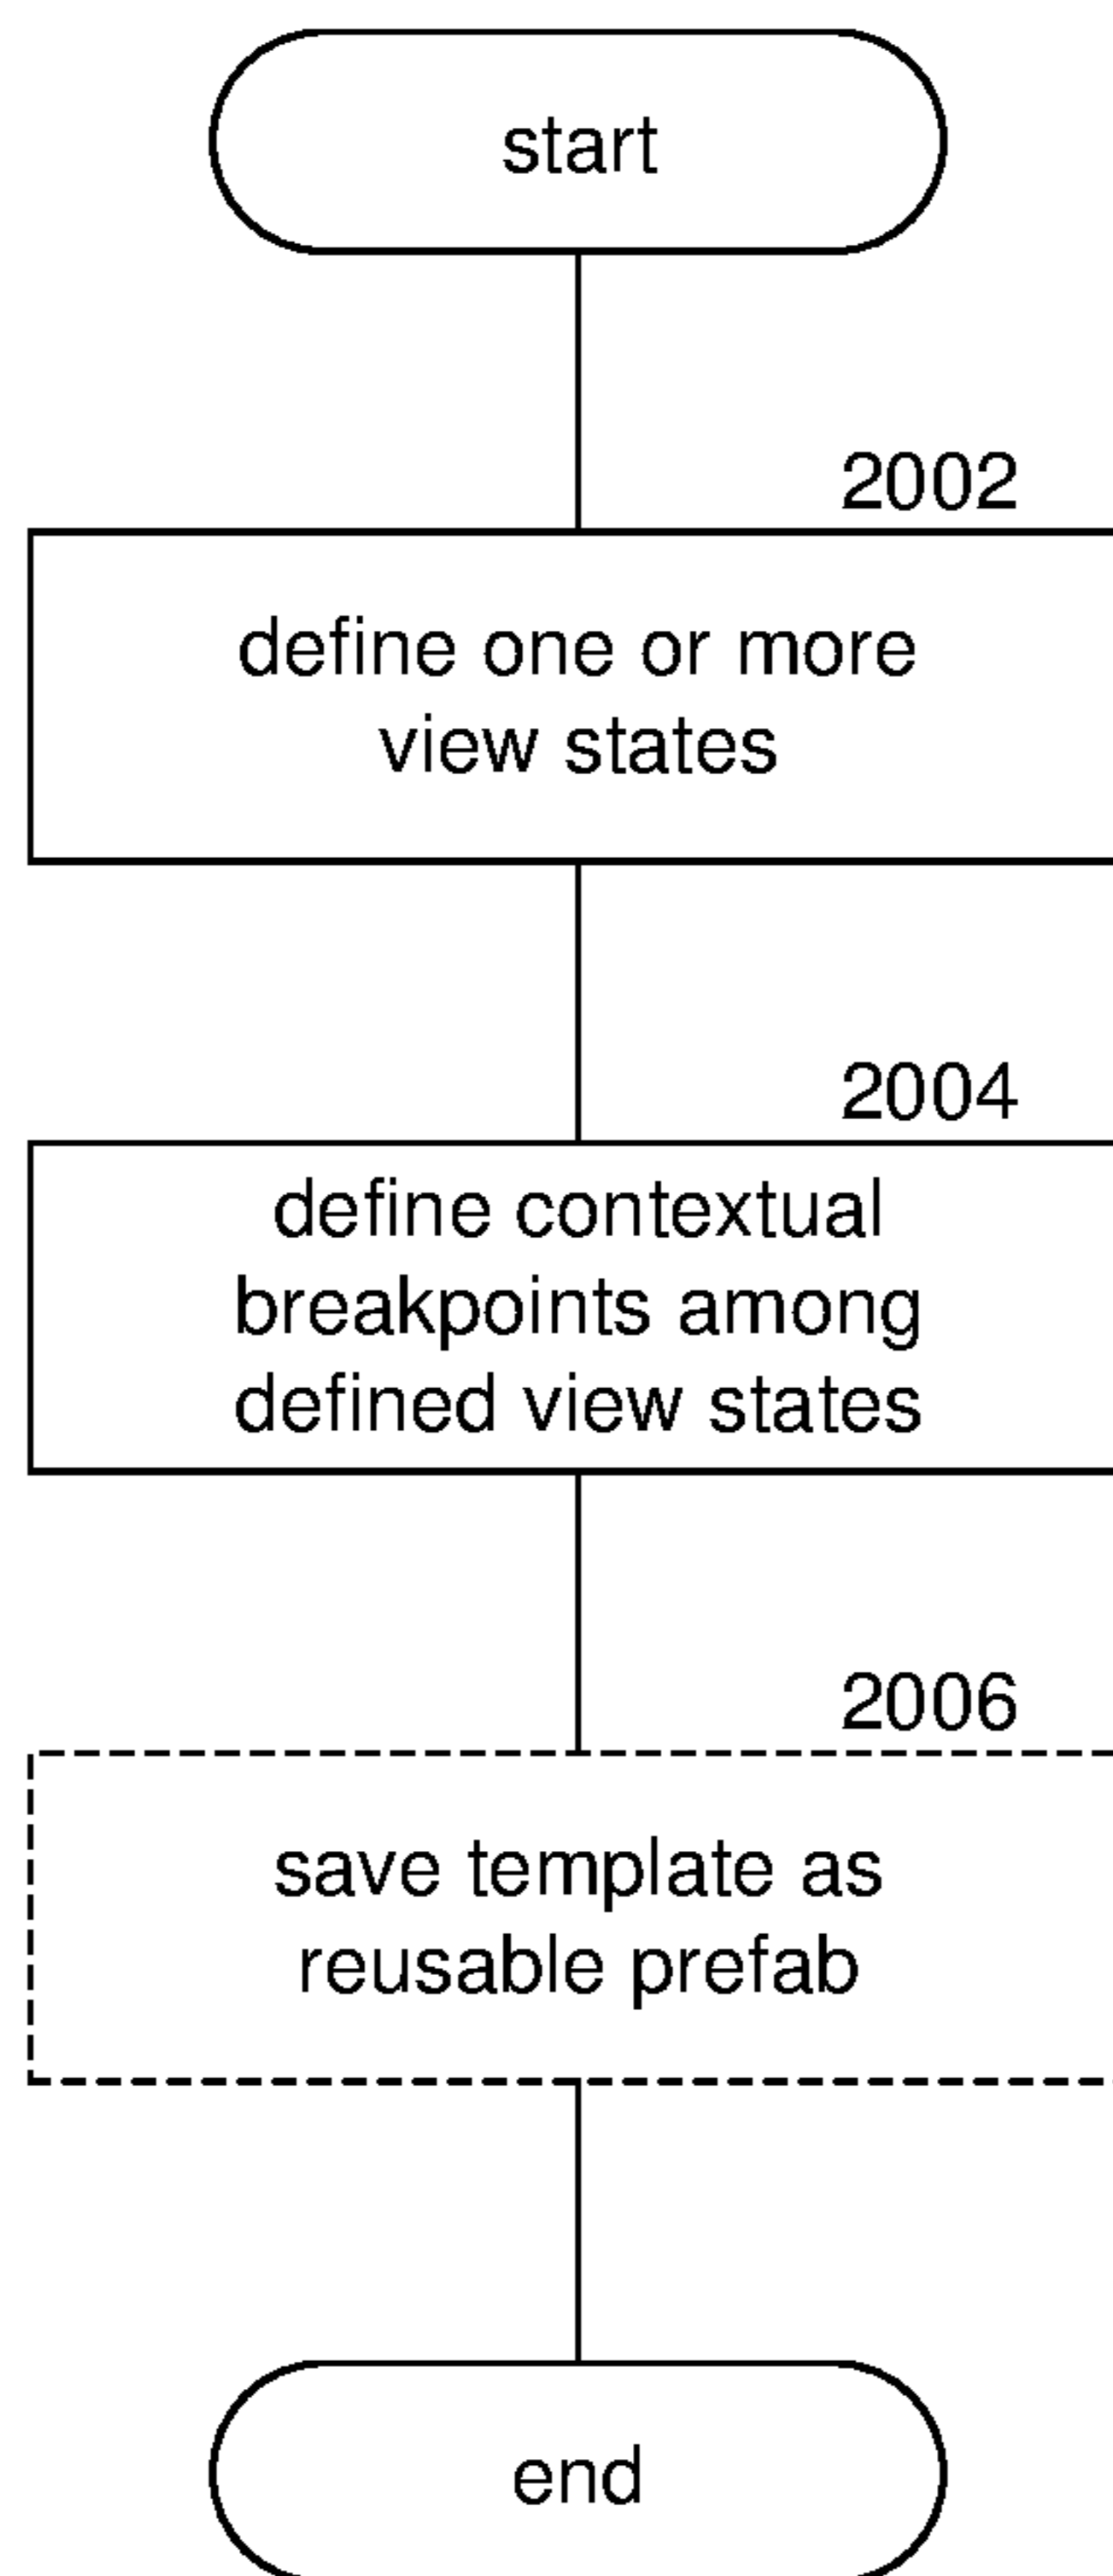 start
2002
define one or more
view states
2004
define contextual
breakpoints among
defined view states
2006
save template as
reusable prefab
end